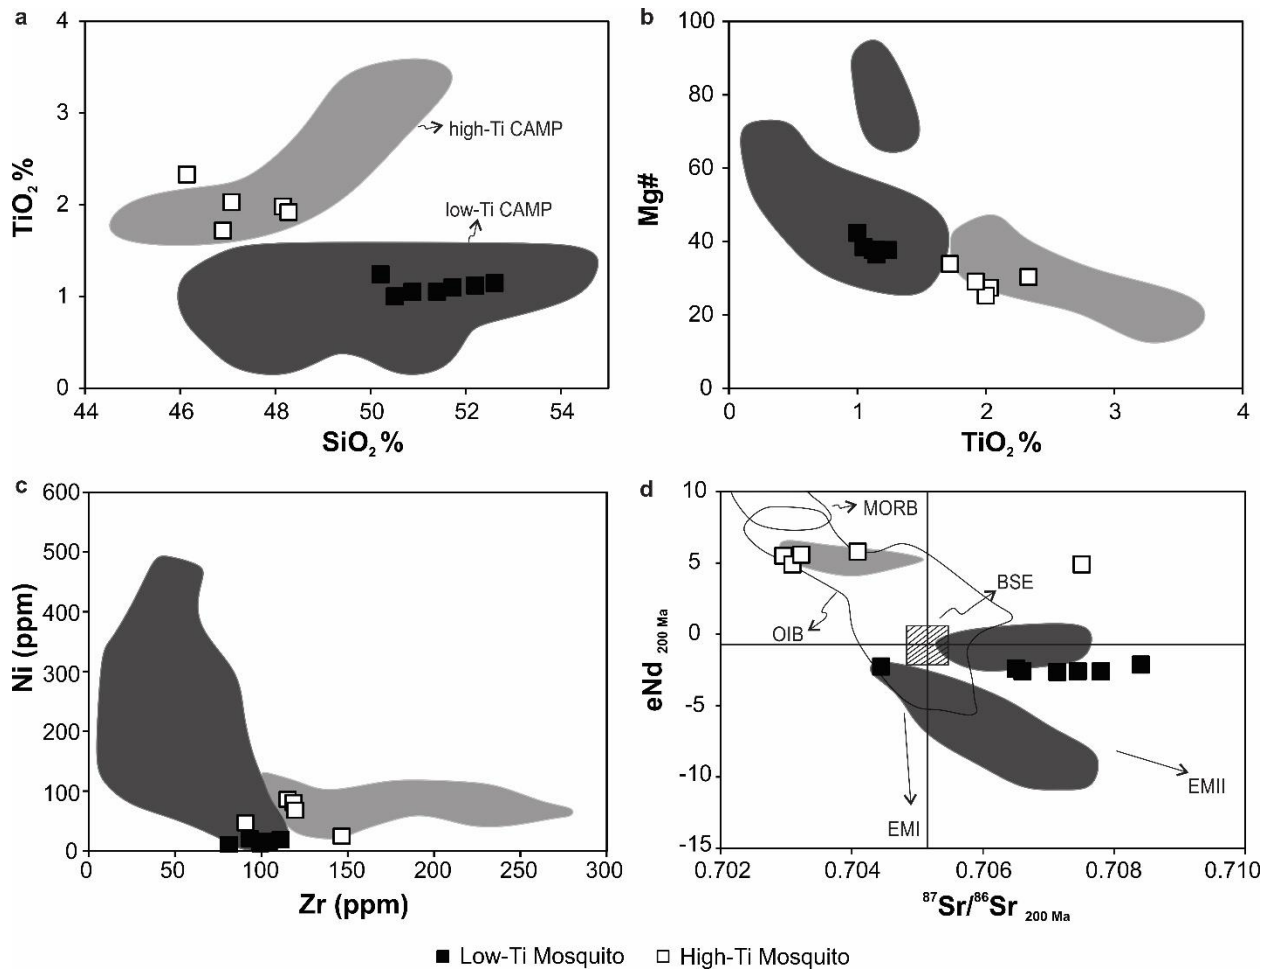 a
4
3
2
1
0
TiO₂ %
high-Ti CAMP
low-Ti CAMP
44 46 48 50 52 54
SiO₂ %
b
100
80
60
40
20
0
Mg#
0 1 2 3 4
TiO₂ %
c
600
500
400
300
200
100
0
Ni (ppm)
0 50 100 150 200 250 300
Zr (ppm)
d
10
5
0
-5
-10
-15
eNd 200 Ma
MORB
BSE
OIB
EMII
EMI
0.702 0.704 0.706 0.708 0.710
⁸⁷Sr/⁸⁶Sr 200 Ma
Low-Ti Mosquito High-Ti Mosquito